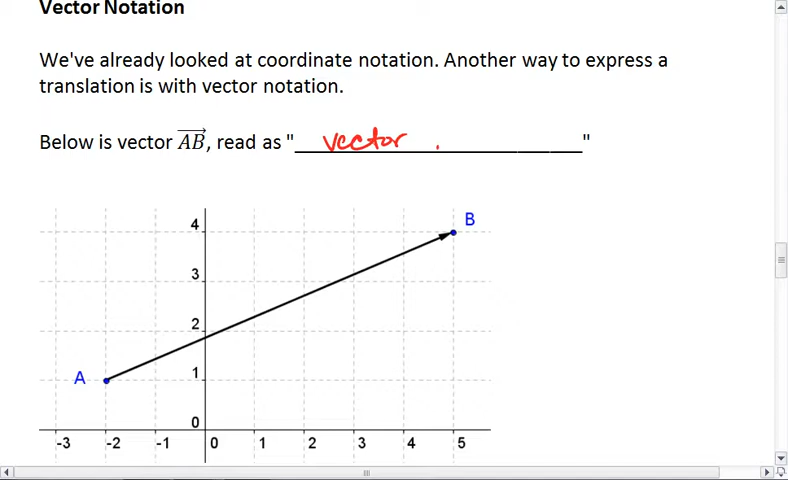 Vector Notation
We've already looked at coordinate notation. Another way to express a
translation is with vector notation.
Below is vector AB, read as "vector ."
B
4
3
2
A
1
0
-3 -2 -1 0 1 2 3 4 5